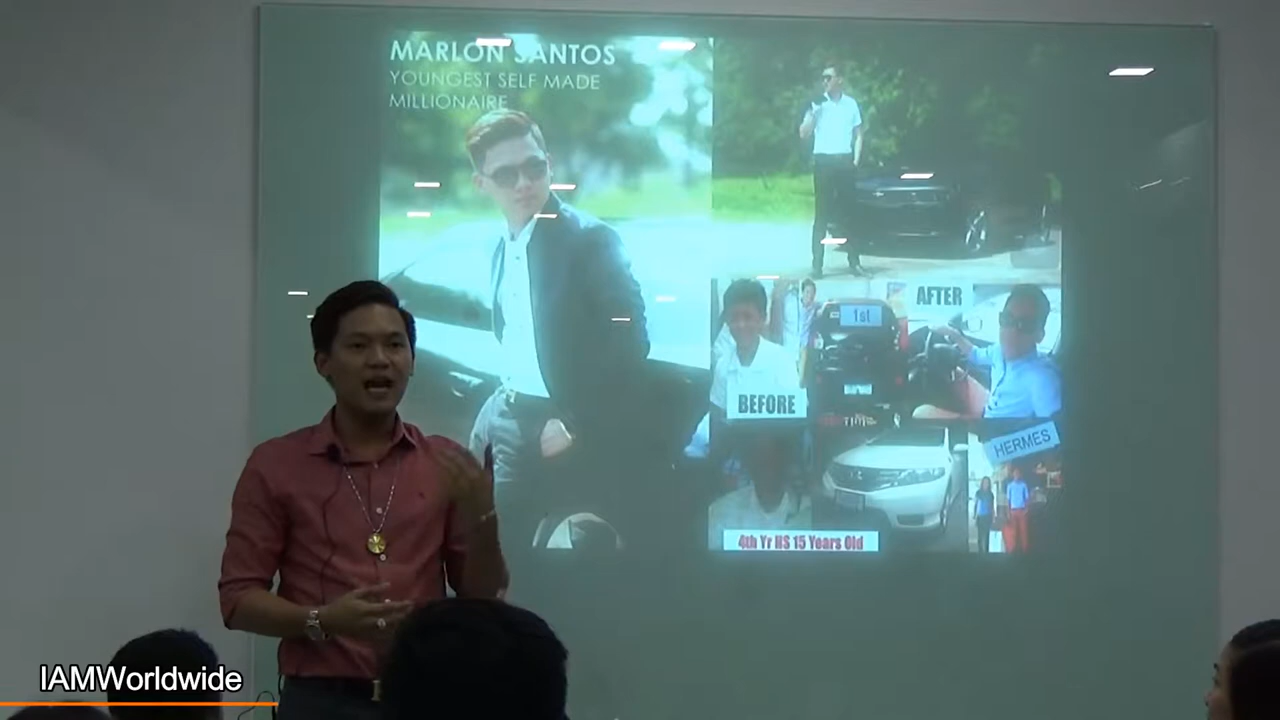 MARLON SANTOS
YOUNGEST SELF MADE
MILLIONAIRE
AFTER
1st
BEFORE
HERMES
4th Yr HS 15 Years Old
IAMWorldwide